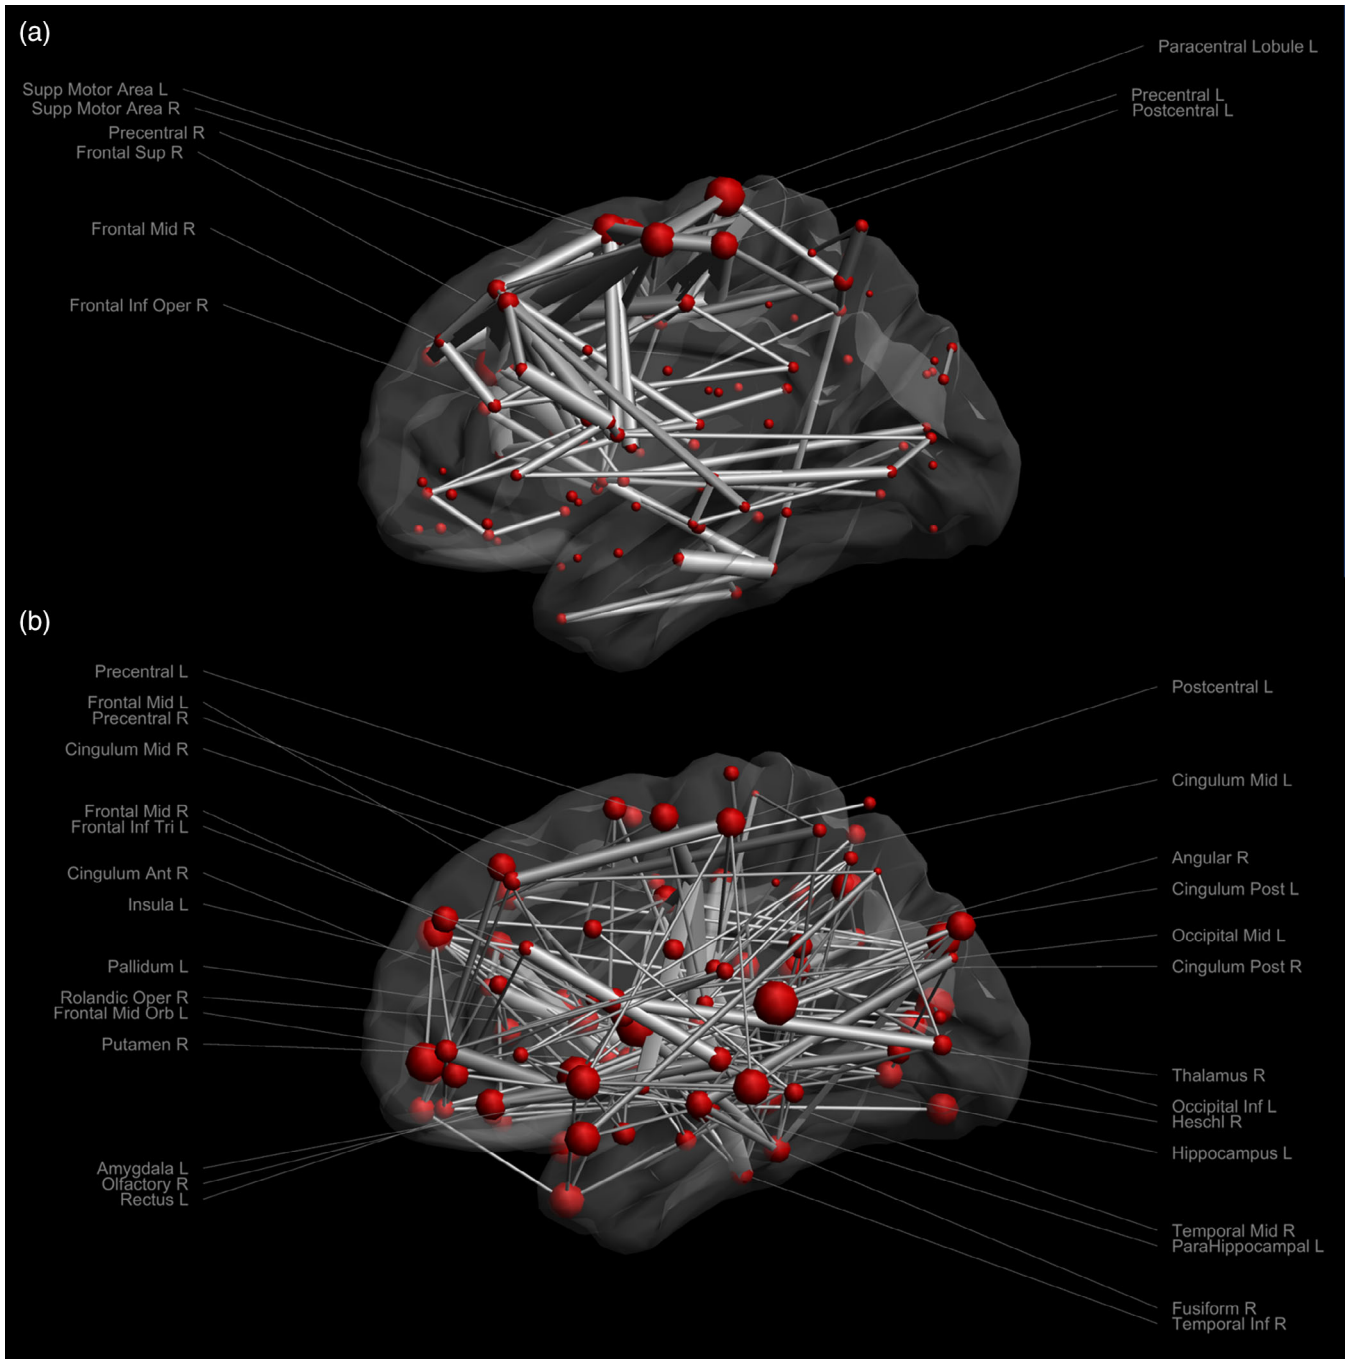 (a)
Supp Motor Area L
Supp Motor Area R
Precentral R
Frontal Sup R
Frontal Mid R
Frontal Inf Oper R
Paracentral Lobule L
Precentral L
Postcentral L
(b)
Precentral L
Frontal Mid L
Precentral R
Cingulum Mid R
Frontal Mid R
Frontal Inf Tri L
Cingulum Ant R
Insula L
Pallidum L
Rolandic Oper R
Frontal Mid Orb L
Putamen R
Amygdala L
Olfactory R
Rectus L
Postcentral L
Cingulum Mid L
Angular R
Cingulum Post L
Occipital Mid L
Cingulum Post R
Thalamus R
Occipital Inf L
Heschl R
Hippocampus L
Temporal Mid R
ParaHippocampal L
Fusiform R
Temporal Inf R